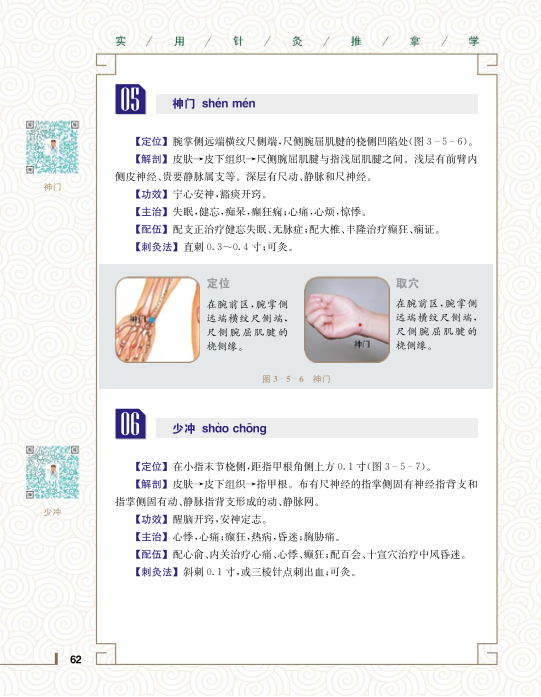 实 / 用 / 针 / 灸 / 推 / 拿 / 学
05
神门 shén mén
【定位】腕掌侧远端横纹尺侧端,尺侧腕屈肌腱的桡侧凹陷处(图3-5-6)。
【解剖】皮肤→皮下组织→尺侧腕屈肌腱与指浅屈肌腱之间。浅层有前臂内
侧皮神经、贵要静脉属支等。深层有尺动、静脉和尺神经。
【功效】宁心安神,豁痰开窍。
【主治】失眠,健忘,痴呆,癫狂痫;心痛,心烦,惊悸。
【配伍】配支正治疗健忘失眠、无脉症;配大椎、丰隆治疗癫狂、痫证。
【刺灸法】直刺0.3～0.4寸;可灸。
神门
神门
定位
在腕前区,腕掌侧
远端横纹尺侧端,
尺侧腕屈肌腱的
桡侧缘。
神门
取穴
在腕前区,腕掌侧
远端横纹尺侧端,
尺侧腕屈肌腱的
桡侧缘。
图3-5-6 神门
06
少冲 shào chōng
【定位】在小指末节桡侧,距指甲根角侧上方0.1寸(图3-5-7)。
【解剖】皮肤→皮下组织→指甲根。布有尺神经的指掌侧固有神经指背支和
指掌侧固有动、静脉指背支形成的动、静脉网。
【功效】醒脑开窍,安神定志。
【主治】心悸,心痛;癫狂,热病,昏迷;胸胁痛。
【配伍】配心俞、内关治疗心痛、心悸、癫狂;配百会、十宣穴治疗中风昏迷。
【刺灸法】斜刺0.1寸,或三棱针点刺出血;可灸。
少冲
62